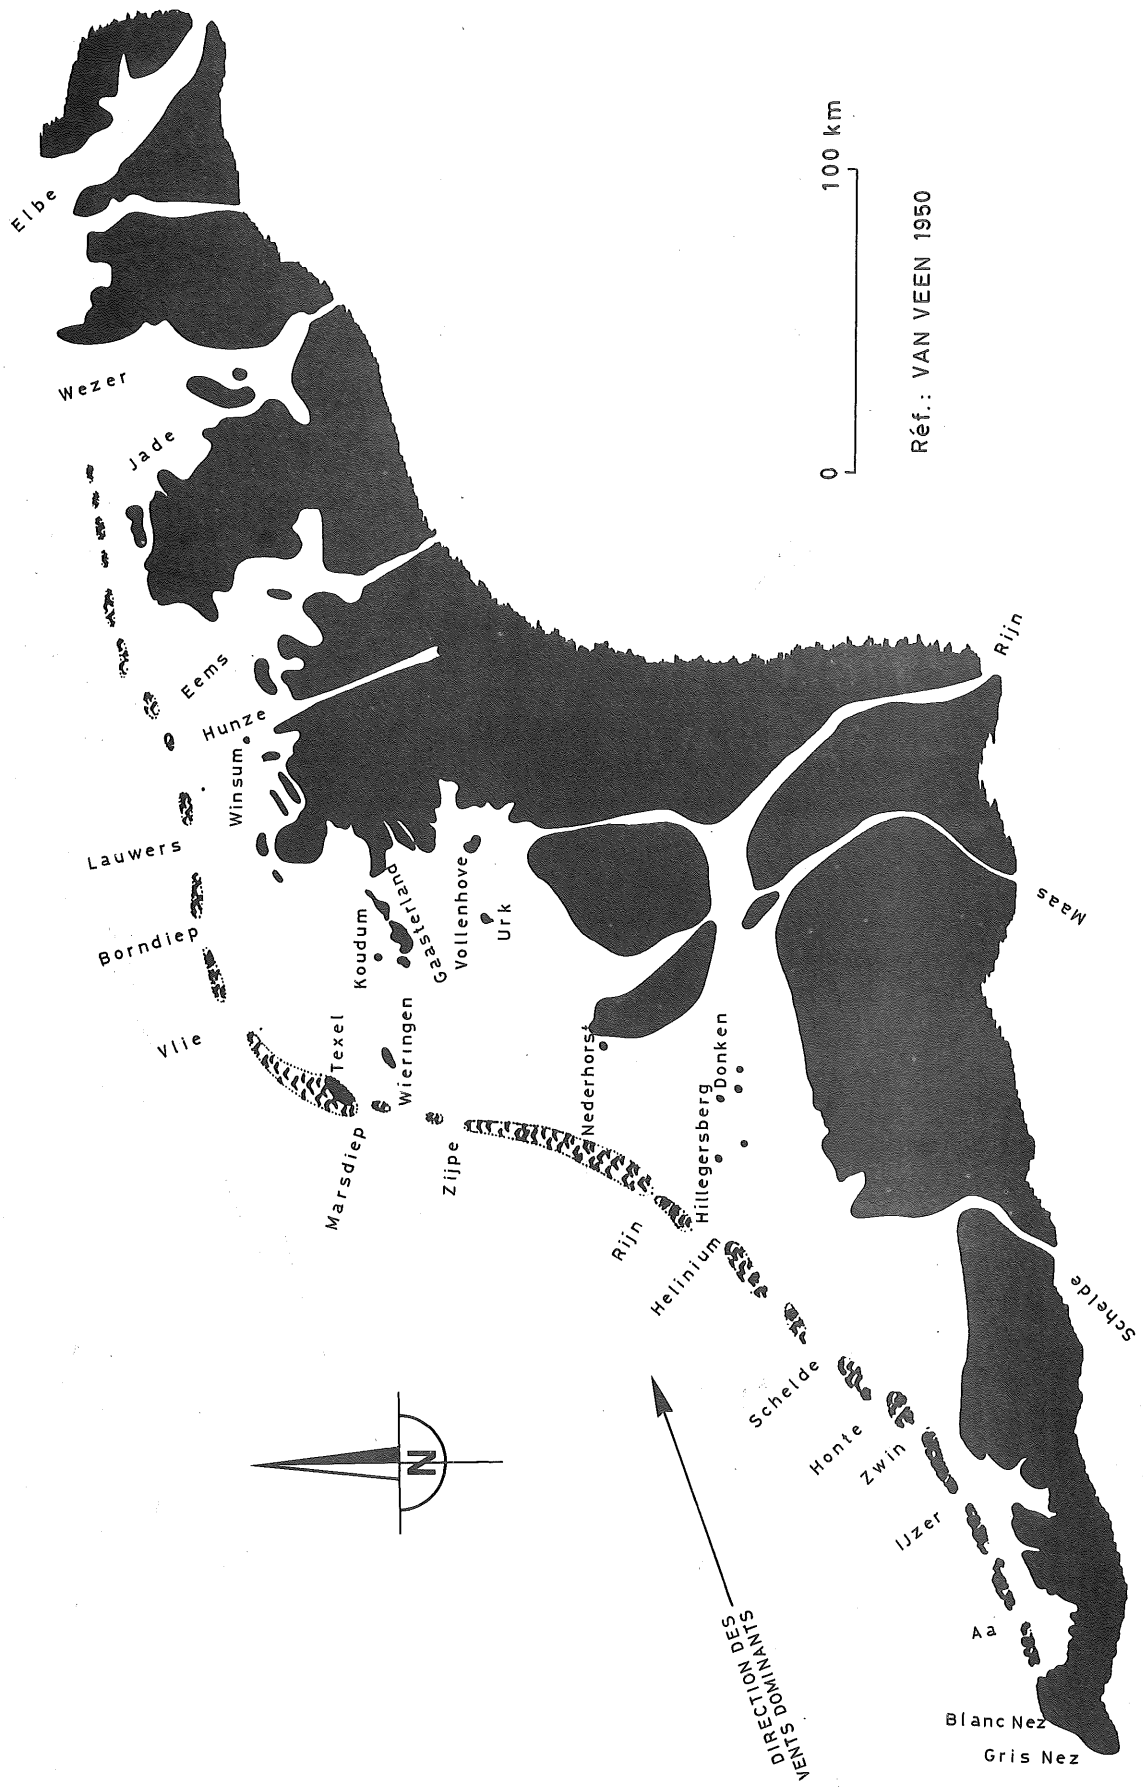 Elbe
Wezer
Jade
Eems
Hunze
Winsum
Lauwers
Borndiep
Vlie
Koudum
Gaasterland
Vollenhove
Urk
Texel
Wieringen
Marsdiep
Zijpe
Nederhorst
Donken
Hillegersberg
Rijn
Helinium
Schelde
Honte
Zwin
IJzer
Aa
Blanc Nez
Gris Nez
Rijn
Maas
Schelde
N
DIRECTION DES
VENTS DOMINANTS
0 100 km
Réf.: VAN VEEN 1950